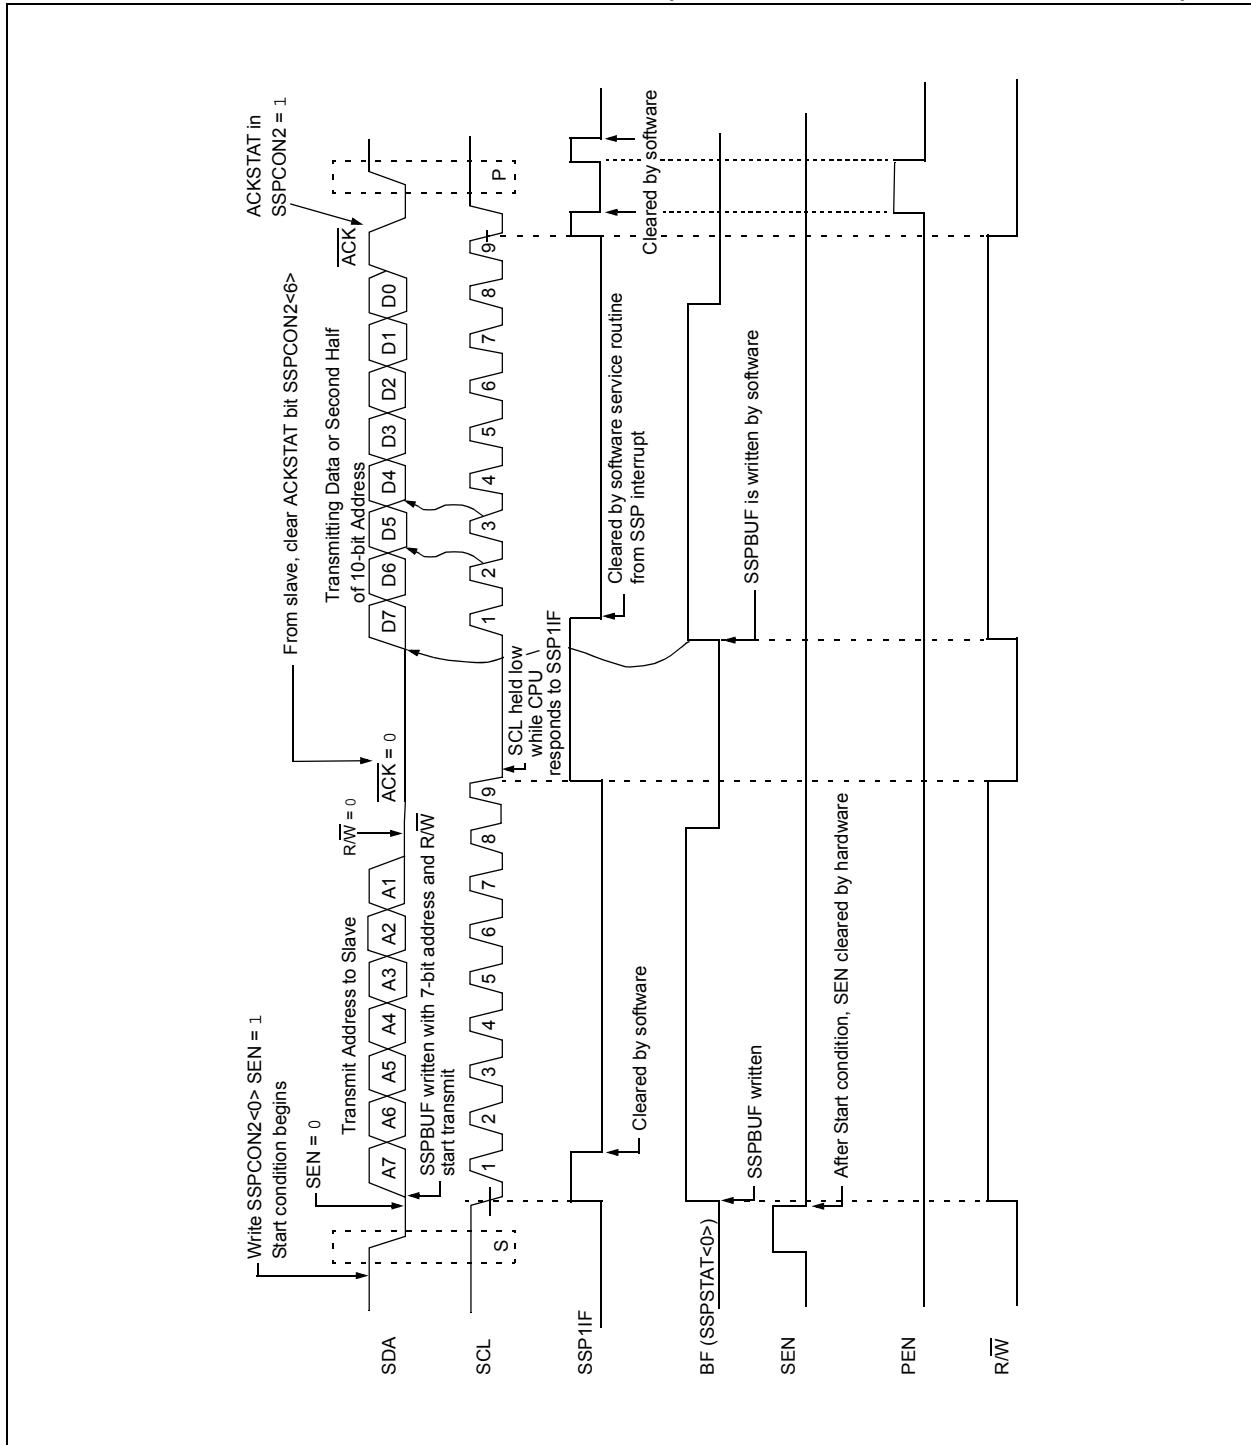 Write SSPCON2<0> SEN = 1
Start condition begins
SEN = 0
Transmit Address to Slave
R/W = 0
From slave, clear ACKSTAT bit SSPCON2<6>
ACK = 0
Transmitting Data or Second Half
of 10-bit Address
ACKSTAT in
SSPCON2 = 1
ACK
SDA
A7 A6 A5 A4 A3 A2 A1
D7 D6 D5 D4 D3 D2 D1 D0
SSPBUF written with 7-bit address and R/W
start transmit
SCL
S
1 2 3 4 5 6 7 8 9
1 2 3 4 5 6 7 8 9
P
SCL held low
while CPU
responds to SSP1IF
SSP1IF
Cleared by software
Cleared by software service routine
from SSP interrupt
Cleared by software
Cleared by software
BF (SSPSTAT<0>)
SSPBUF written
SSPBUF is written by software
SEN
After Start condition, SEN cleared by hardware
PEN
R/W